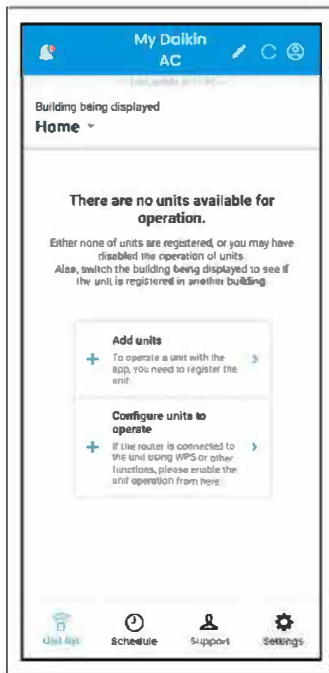 My Daikin
AC
Building being displayed
Home
There are no units available for
operation.
Either none of units are registered, or you may have
disabled the operation of units
Also, switch the building being displayed to see if
the unit is registered in another building
Add units
To operate a unit with the
app, you need to register the
unit
Configure units to
operate
If the router is connected to
the unit using WPS or other
functions, please enable the
unit operation from here
Unit list
Schedule
Support
Settings